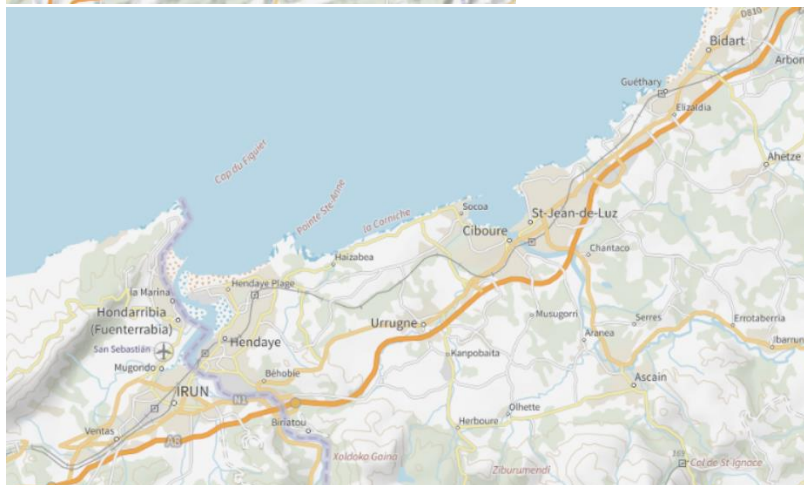 D810
Bidart
Arbon
Guéthary
Elizaldia
Ahetze
Cap du Figuier
Pointe Ste-Anne
la Corniche
Socoa
St-Jean-de-Luz
Ciboure
Chantaco
Haizabea
Hendaye Plage
la Marina
Hondarribia
(Fuenterrabia)
Musugorri
Serres
Errotaberria
Urrugne
Aranea
Ibarrun
San Sebastián
Hendaye
Kanpobaita
Mugondo
Béhobie
Ascain
IRUN
N1
Olhette
Herboure
Biriatou
Ventas
A8
Xoldoko Gaina
Ziburumendi
169
Col de St-Ignace